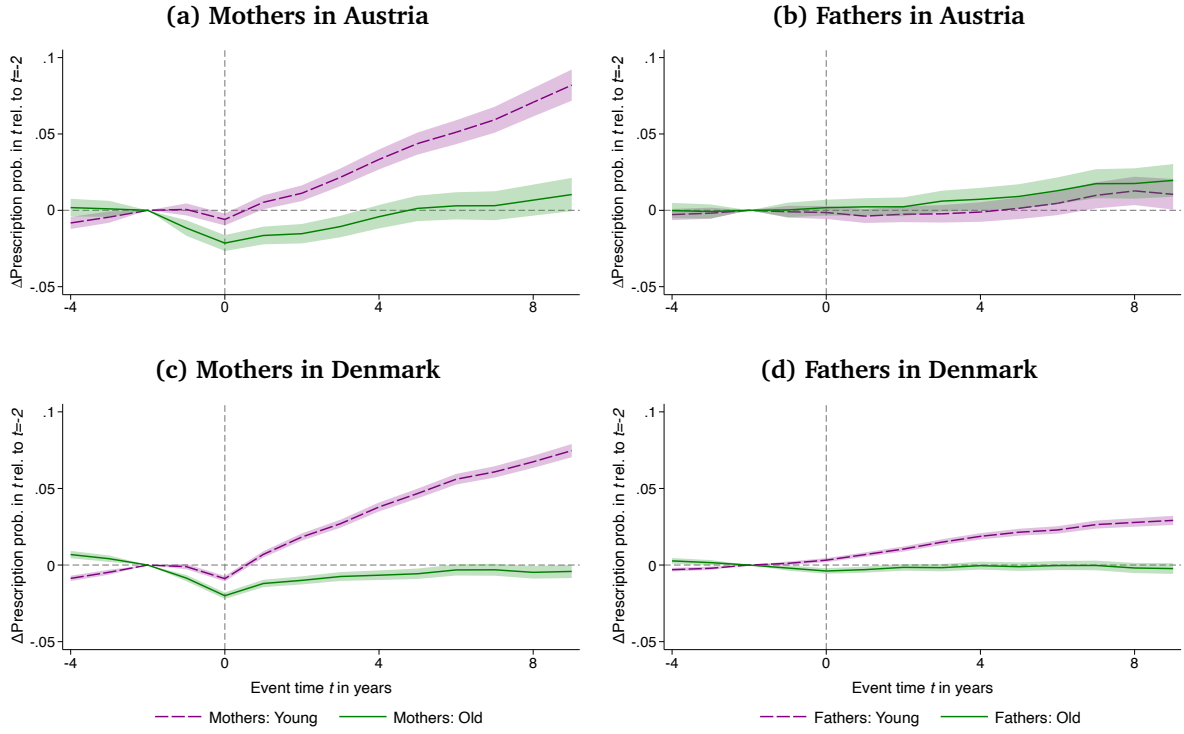 (a) Mothers in Austria
ΔPrescription prob. in t rel. to t=-2
.1
.05
0
-.05
-4
0
4
8
(b) Fathers in Austria
ΔPrescription prob. in t rel. to t=-2
.1
.05
0
-.05
-4
0
4
8
(c) Mothers in Denmark
ΔPrescription prob. in t rel. to t=-2
.1
.05
0
-.05
-4
0
4
8
Event time t in years
Mothers: Young
Mothers: Old
(d) Fathers in Denmark
ΔPrescription prob. in t rel. to t=-2
.1
.05
0
-.05
-4
0
4
8
Event time t in years
Fathers: Young
Fathers: Old